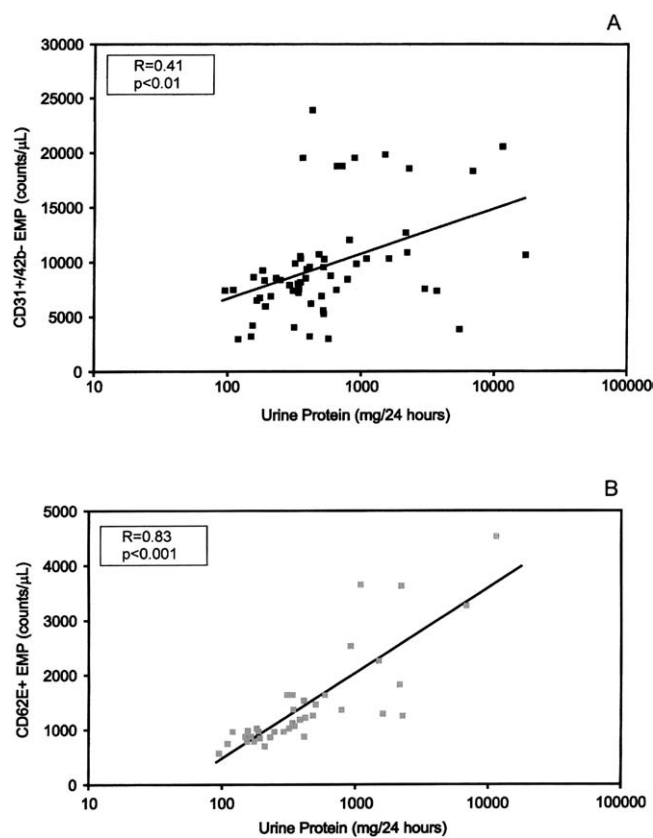 A
R=0.41
p<0.01
30000
25000
20000
15000
10000
5000
0
CD31+/42b- EMP (counts/μL)
10
100
1000
10000
100000
Urine Protein (mg/24 hours)
B
R=0.83
p<0.001
5000
4000
3000
2000
1000
0
CD62E+ EMP (counts/μL)
10
100
1000
10000
100000
Urine Protein (mg/24 hours)